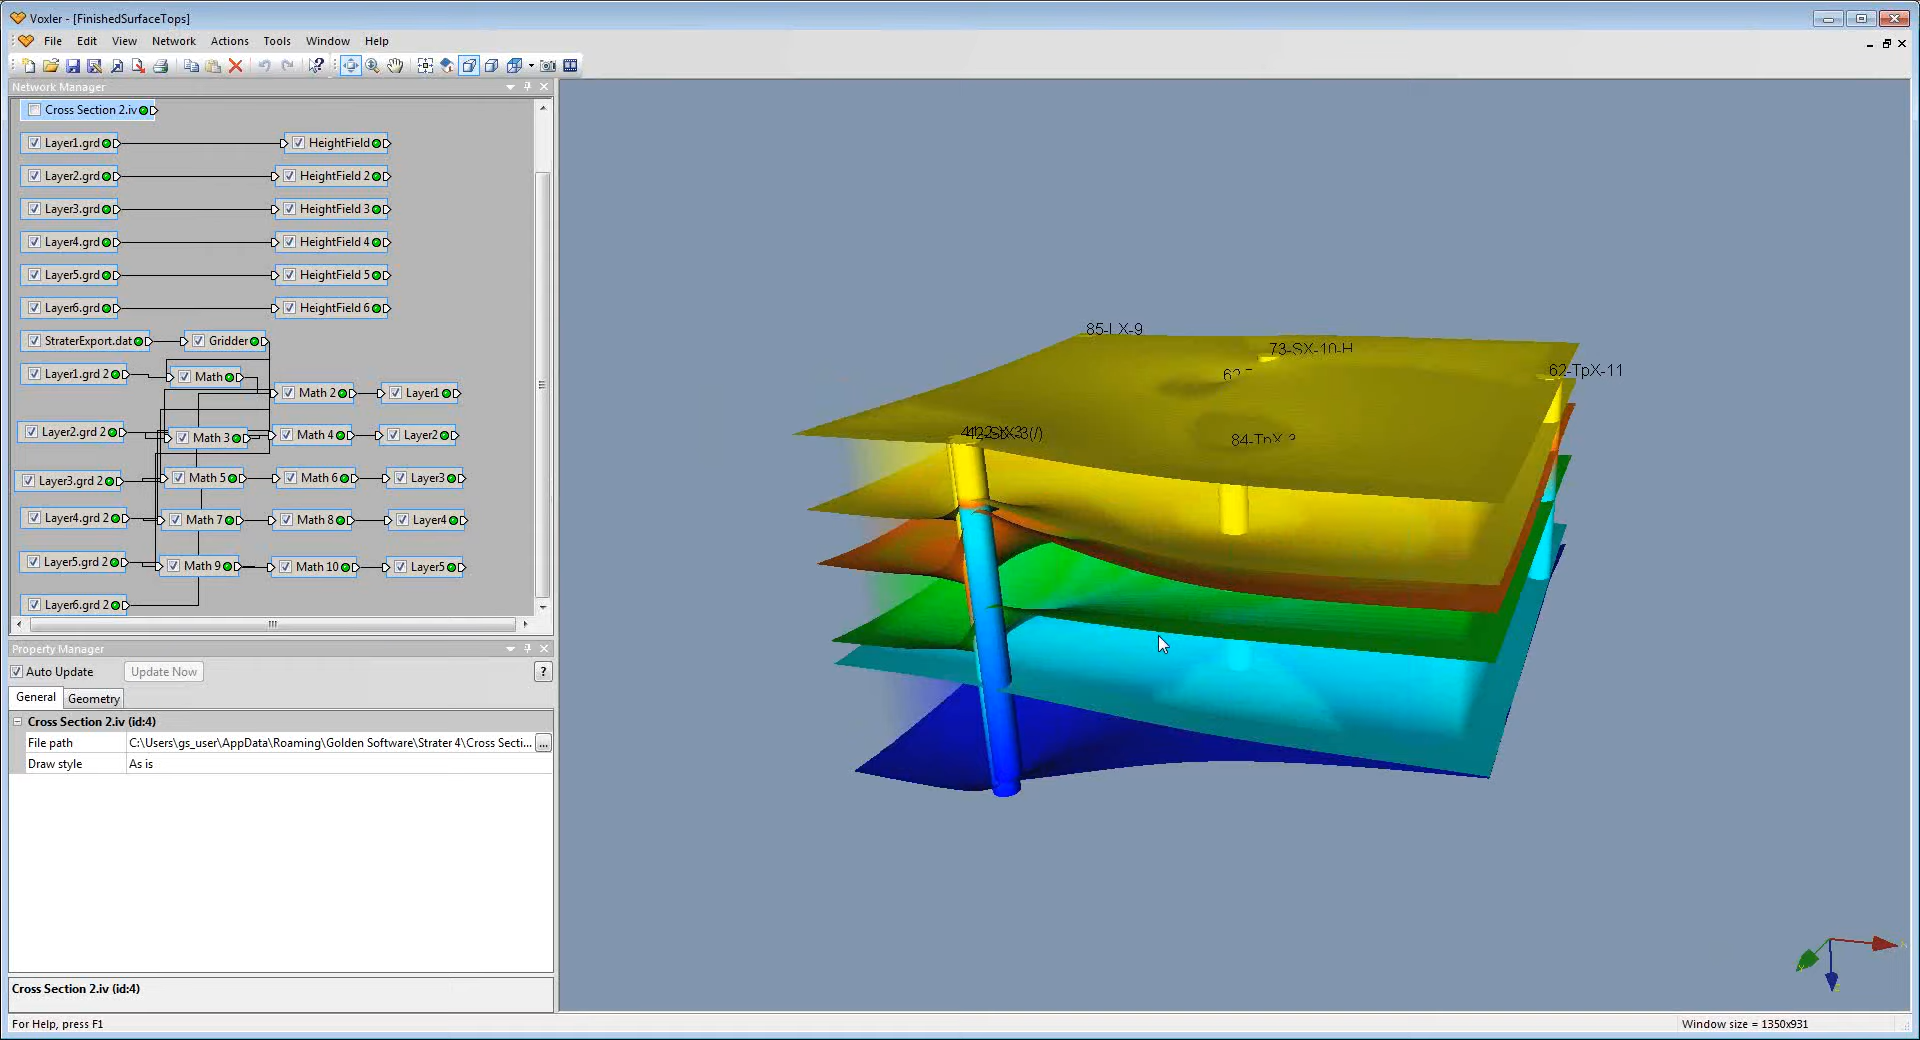 Voxler - [FinishedSurfaceTops]
File Edit View Network Actions Tools Window Help
Network Manager
Cross Section 2.iv
Layer1.grd HeightField
Layer2.grd HeightField 2
Layer3.grd HeightField 3
Layer4.grd HeightField 4
Layer5.grd HeightField 5
Layer6.grd HeightField 6
StraterExport.dat Gridder
Layer1.grd 2 Math
Math 2 Layer1
Layer2.grd 2 Math 3 Math 4 Layer2
Layer3.grd 2 Math 5 Math 6 Layer3
Layer4.grd 2 Math 7 Math 8 Layer4
Layer5.grd 2 Math 9 Math 10 Layer5
Layer6.grd 2
Property Manager
Auto Update Update Now ?
General Geometry
Cross Section 2.iv (id:4)
File path C:\Users\gs_user\AppData\Roaming\Golden Software\Strater 4\Cross Secti... ...
Draw style As is
Cross Section 2.iv (id:4)
For Help, press F1
Window size = 1350x931
85-LX-9
73-SX-10-H
62-TpX-11
84-TpX-3